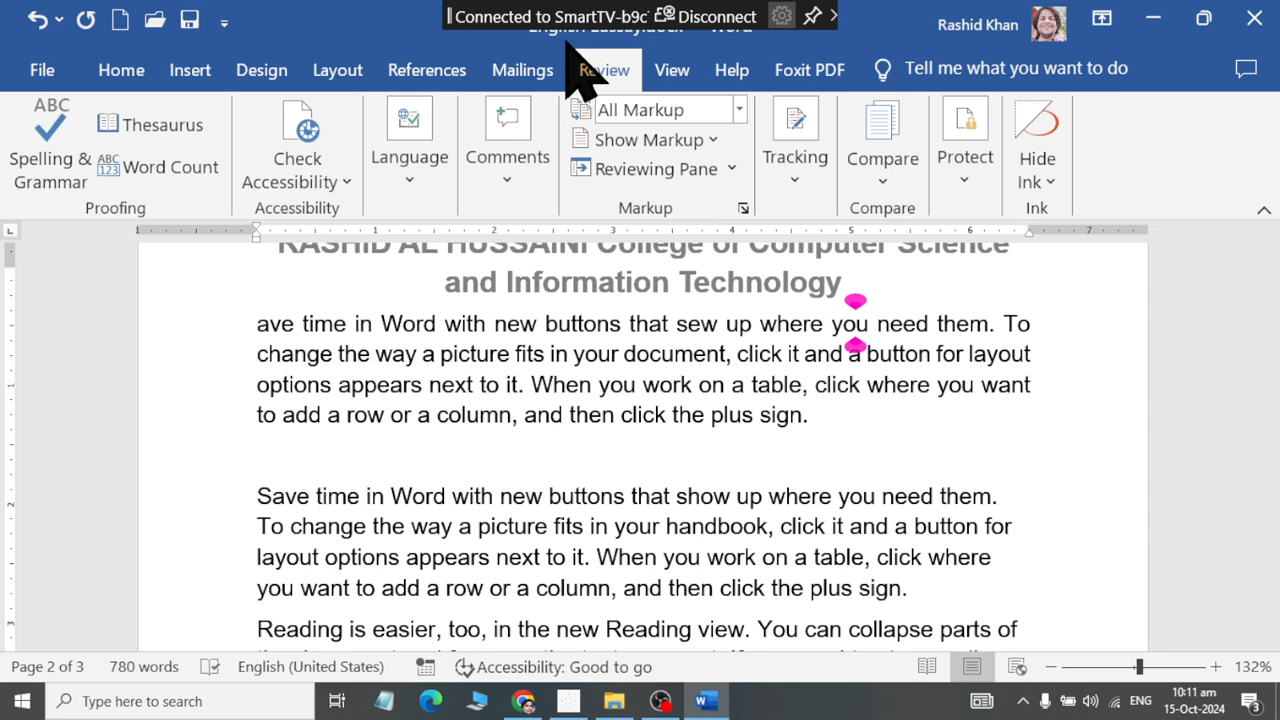 Connected to SmartTV-b9c Disconnect
Rashid Khan
File Home Insert Design Layout References Mailings Review View Help Foxit PDF Tell me what you want to do
ABC
Spelling &
Grammar
Thesaurus
ABC
123 Word Count
Proofing
Check
Accessibility
Accessibility
Language
Comments
All Markup
Show Markup
Reviewing Pane
Markup
Tracking
Compare
Compare
Protect
Hide
Ink
Ink
1 1 2 3 4 5 6 7
RASHID AL HUSSAINI College of Computer Science
and Information Technology
ave time in Word with new buttons that sew up where you need them. To
change the way a picture fits in your document, click it and a button for layout
options appears next to it. When you work on a table, click where you want
to add a row or a column, and then click the plus sign.
Save time in Word with new buttons that show up where you need them.
To change the way a picture fits in your handbook, click it and a button for
layout options appears next to it. When you work on a table, click where
you want to add a row or a column, and then click the plus sign.
Reading is easier, too, in the new Reading view. You can collapse parts of
Page 2 of 3 780 words English (United States) Accessibility: Good to go 132%
Type here to search
ENG
10:11 am
15-Oct-2024
3